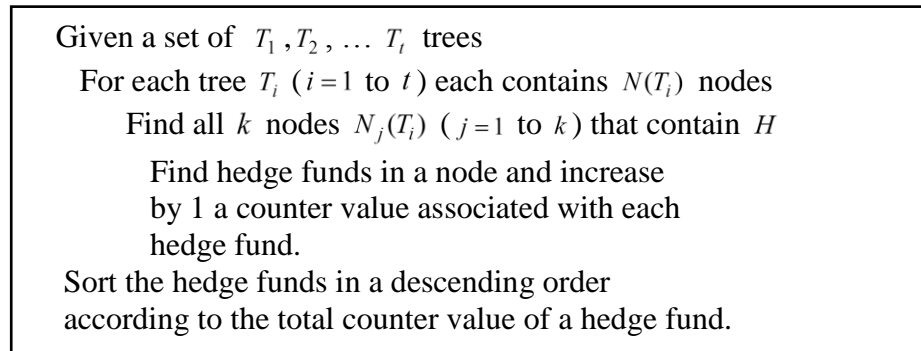 Given a set of T₁ , T₂ , … Tₜ trees
For each tree Tᵢ ( i = 1 to t ) each contains N(Tᵢ) nodes
Find all k nodes Nⱼ(Tᵢ) ( j = 1 to k ) that contain H
Find hedge funds in a node and increase
by 1 a counter value associated with each
hedge fund.
Sort the hedge funds in a descending order
according to the total counter value of a hedge fund.